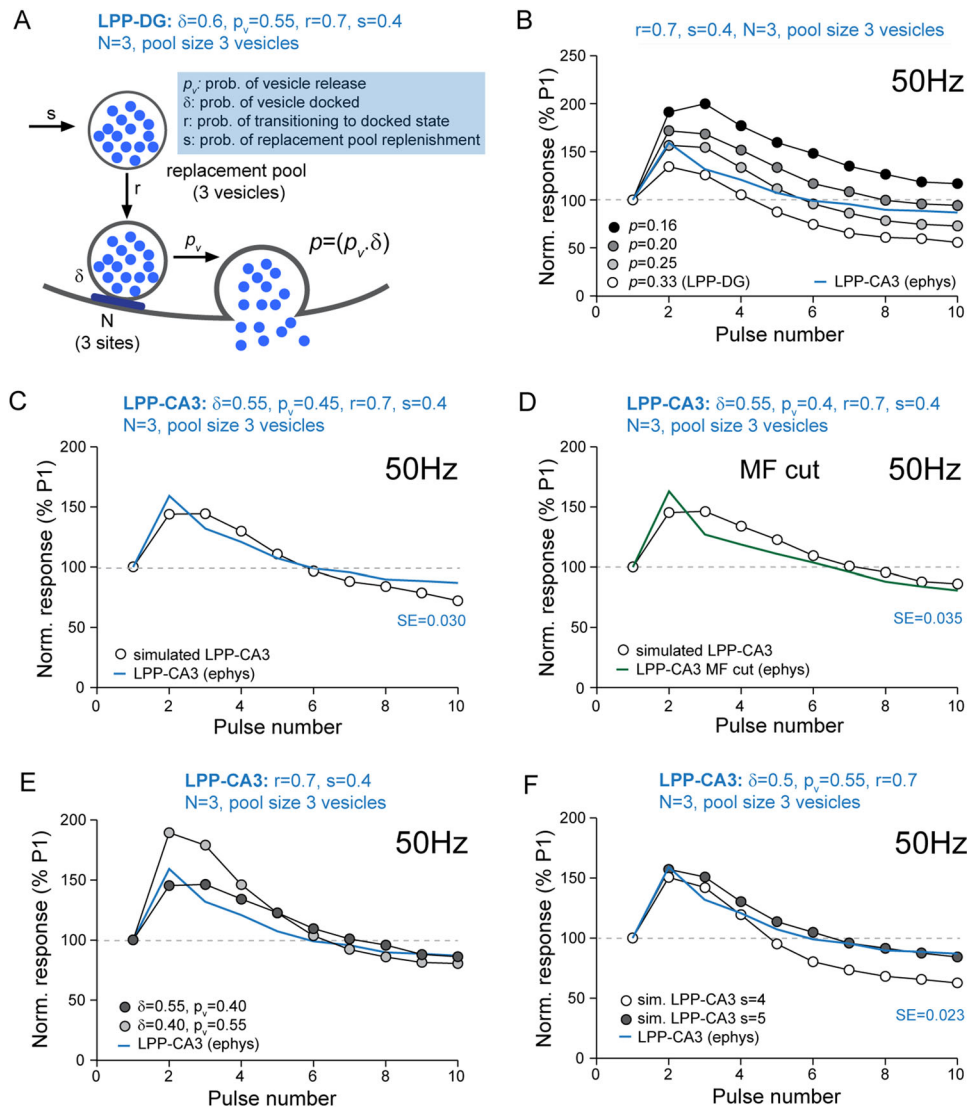 A
LPP-DG: δ=0.6, pv=0.55, r=0.7, s=0.4
N=3, pool size 3 vesicles
pv: prob. of vesicle release
δ: prob. of vesicle docked
r: prob. of transitioning to docked state
s: prob. of replacement pool replenishment
s
replacement pool
(3 vesicles)
r
pv
p=(pv.δ)
δ
N
(3 sites)
B
r=0.7, s=0.4, N=3, pool size 3 vesicles
50Hz
Norm. response (% P1)
250
200
150
100
50
0
p=0.16
p=0.20
p=0.25
p=0.33 (LPP-DG)
LPP-CA3 (ephys)
0 2 4 6 8 10
Pulse number
C
LPP-CA3: δ=0.55, pv=0.45, r=0.7, s=0.4
N=3, pool size 3 vesicles
50Hz
Norm. response (% P1)
200
150
100
50
0
SE=0.030
simulated LPP-CA3
LPP-CA3 (ephys)
0 2 4 6 8 10
Pulse number
D
LPP-CA3: δ=0.55, pv=0.4, r=0.7, s=0.4
N=3, pool size 3 vesicles
MF cut
50Hz
Norm. response (% P1)
200
150
100
50
0
SE=0.035
simulated LPP-CA3
LPP-CA3 MF cut (ephys)
0 2 4 6 8 10
Pulse number
E
LPP-CA3: r=0.7, s=0.4
N=3, pool size 3 vesicles
50Hz
Norm. response (% P1)
200
150
100
50
0
δ=0.55, pv=0.40
δ=0.40, pv=0.55
LPP-CA3 (ephys)
0 2 4 6 8 10
Pulse number
F
LPP-CA3: δ=0.5, pv=0.55, r=0.7
N=3, pool size 3 vesicles
50Hz
Norm. response (% P1)
200
150
100
50
0
sim. LPP-CA3 s=4
sim. LPP-CA3 s=5
LPP-CA3 (ephys)
SE=0.023
0 2 4 6 8 10
Pulse number